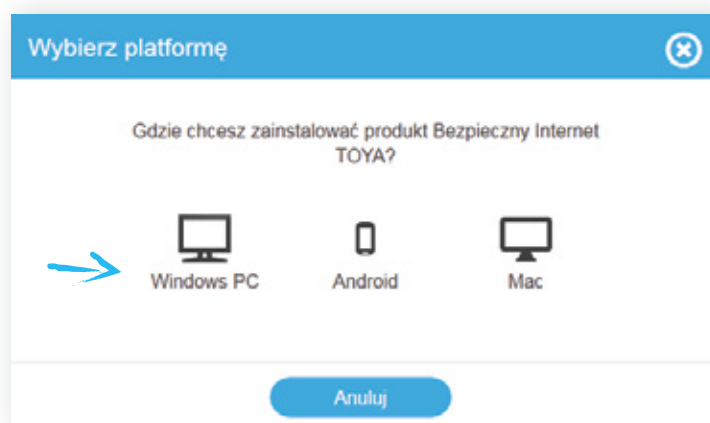 Wybierz platformę
Gdzie chcesz zainstalować produkt Bezpieczny Internet
TOYA?
Windows PC
Android
Mac
Anuluj